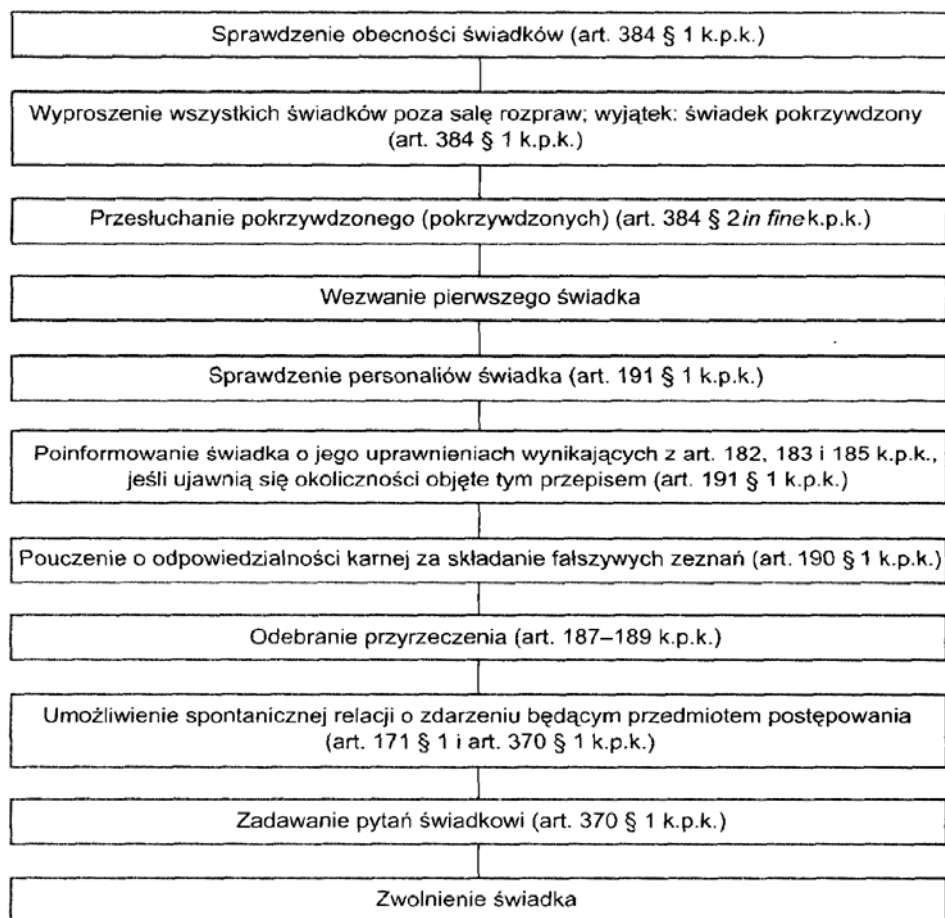 Sprawdzenie obecności świadków (art. 384 § 1 k.p.k.)
Wyproszenie wszystkich świadków poza salę rozpraw; wyjątek: świadek pokrzywdzony
(art. 384 § 1 k.p.k.)
Przesłuchanie pokrzywdzonego (pokrzywdzonych) (art. 384 § 2 in fine k.p.k.)
Wezwanie pierwszego świadka
Sprawdzenie personaliów świadka (art. 191 § 1 k.p.k.)
Poinformowanie świadka o jego uprawnieniach wynikających z art. 182, 183 i 185 k.p.k.,
jeśli ujawnią się okoliczności objęte tym przepisem (art. 191 § 1 k.p.k.)
Pouczenie o odpowiedzialności karnej za składanie fałszywych zeznań (art. 190 § 1 k.p.k.)
Odebranie przyrzeczenia (art. 187–189 k.p.k.)
Umożliwienie spontanicznej relacji o zdarzeniu będącym przedmiotem postępowania
(art. 171 § 1 i art. 370 § 1 k.p.k.)
Zadawanie pytań świadkowi (art. 370 § 1 k.p.k.)
Zwolnienie świadka